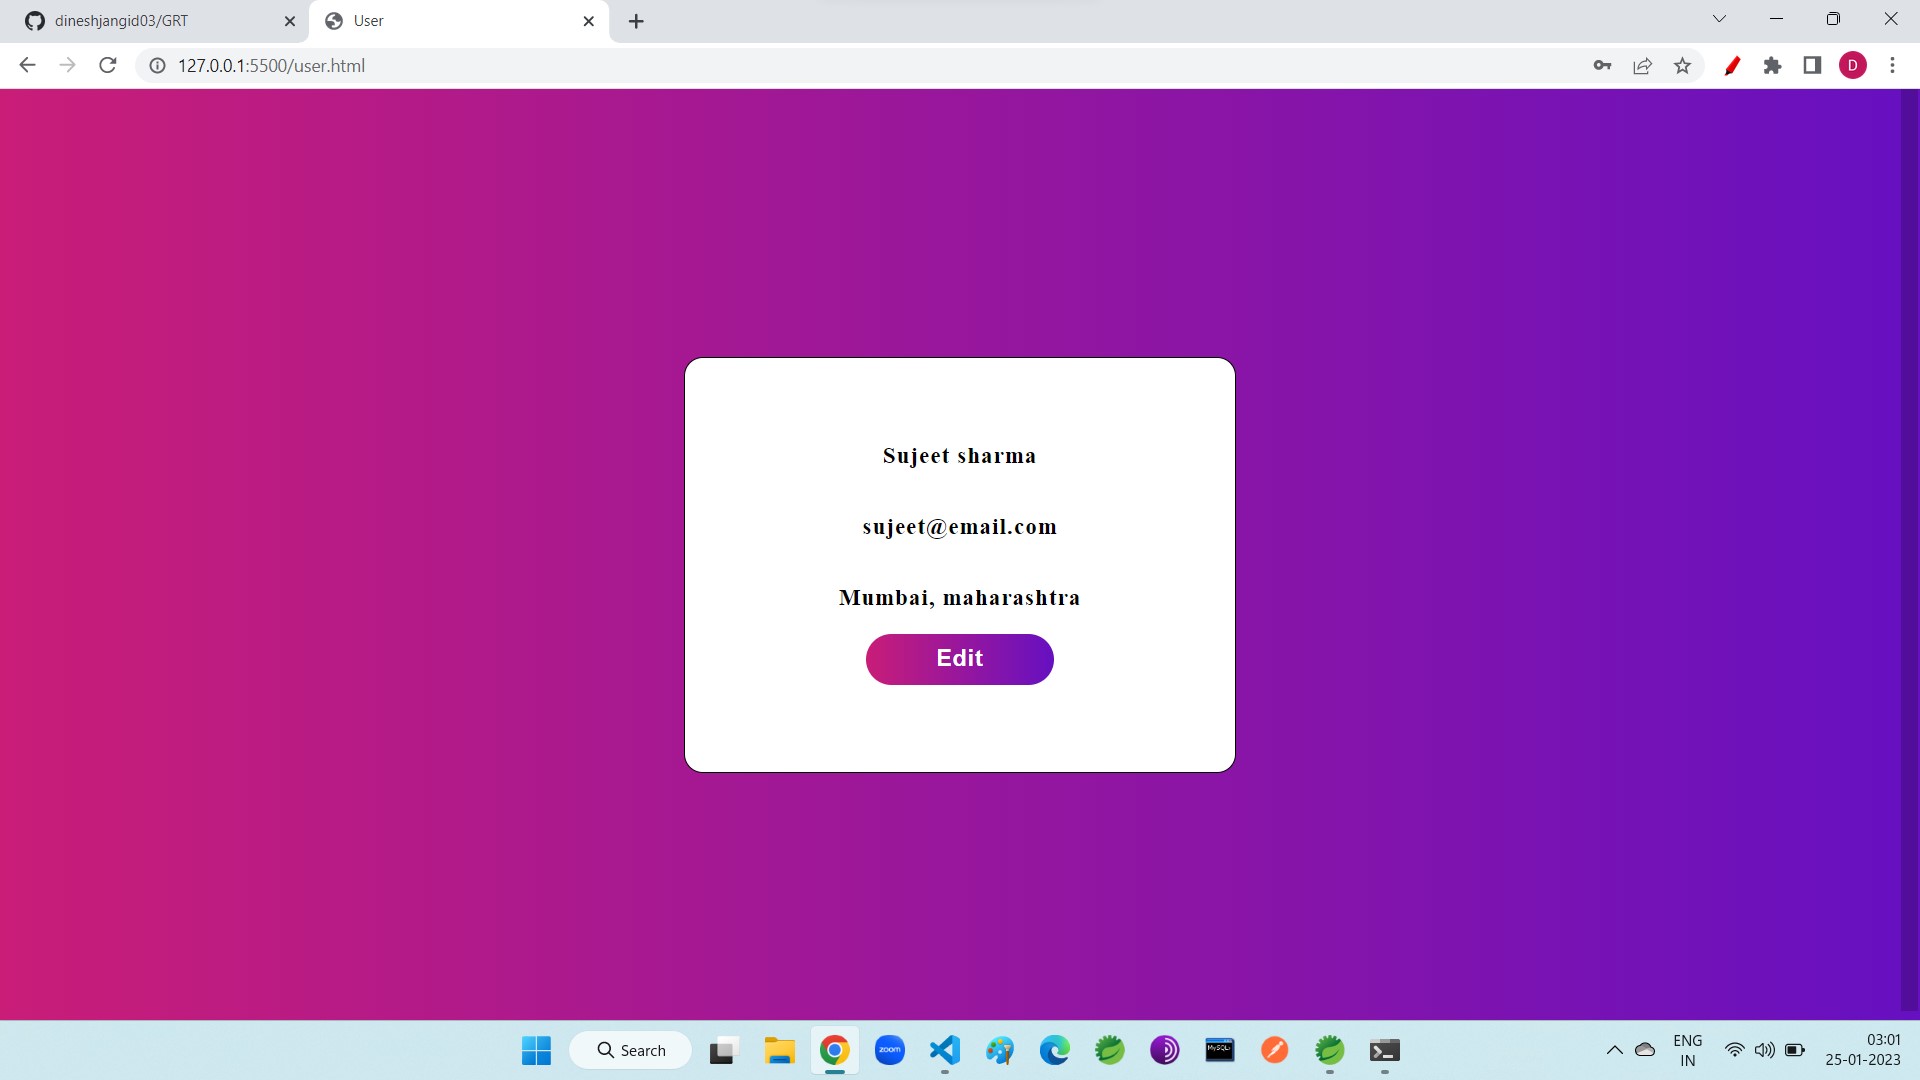 dineshjangid03/GRT
User
127.0.0.1:5500/user.html
D
Sujeet sharma
sujeet@email.com
Mumbai, maharashtra
Edit
Search
zoom
MySQL
ENG
IN
03:01
25-01-2023